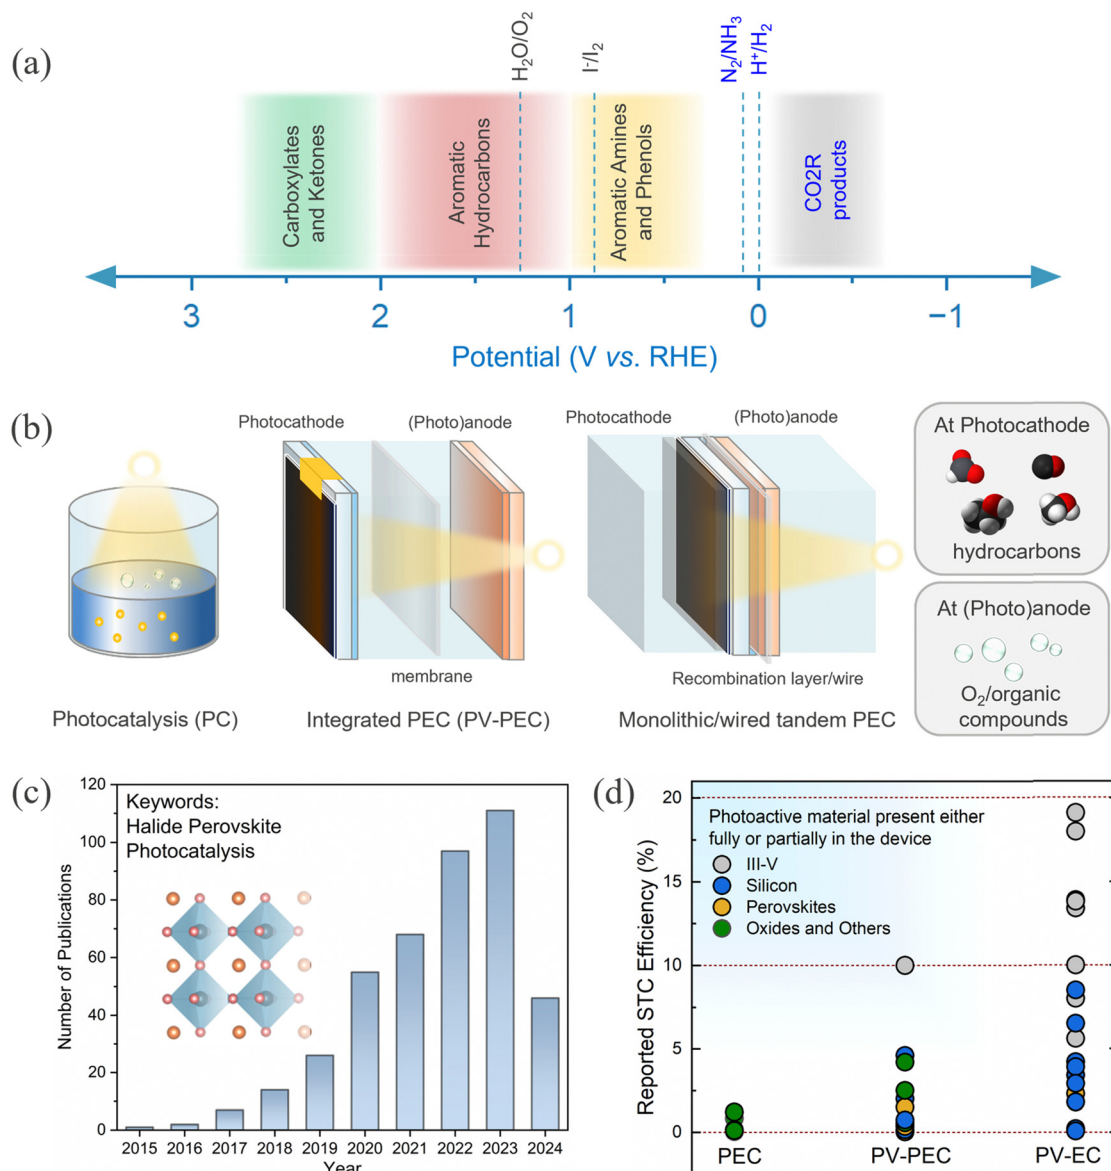 (a)
H2O/O2
I-/I2
N2/NH3
H+/H2
Carboxylates
and Ketones
Aromatic
Hydrocarbons
Aromatic Amines
and Phenols
CO2R
products
3
2
1
0
−1
Potential (V vs. RHE)
(b)
Photocathode
(Photo)anode
membrane
Photocathode
(Photo)anode
Recombination layer/wire
Photocatalysis (PC)
Integrated PEC (PV-PEC)
Monolithic/wired tandem PEC
At Photocathode
hydrocarbons
At (Photo)anode
O2/organic
compounds
(c)
Keywords:
Halide Perovskite
Photocatalysis
Number of Publications
120
100
80
60
40
20
0
2015 2016 2017 2018 2019 2020 2021 2022 2023 2024
Year
(d)
Photoactive material present either
fully or partially in the device
III-V
Silicon
Perovskites
Oxides and Others
Reported STC Efficiency (%)
20
15
10
5
0
PEC
PV-PEC
PV-EC